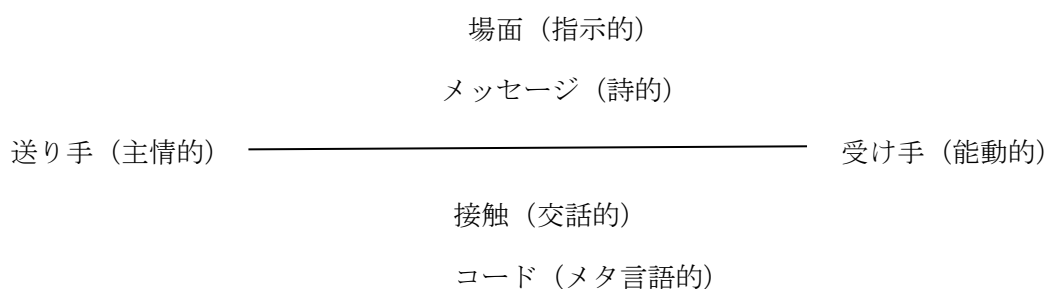 場面（指示的）
メッセージ（詩的）
送り手（主情的） 受け手（能動的）
接触（交話的）
コード（メタ言語的）